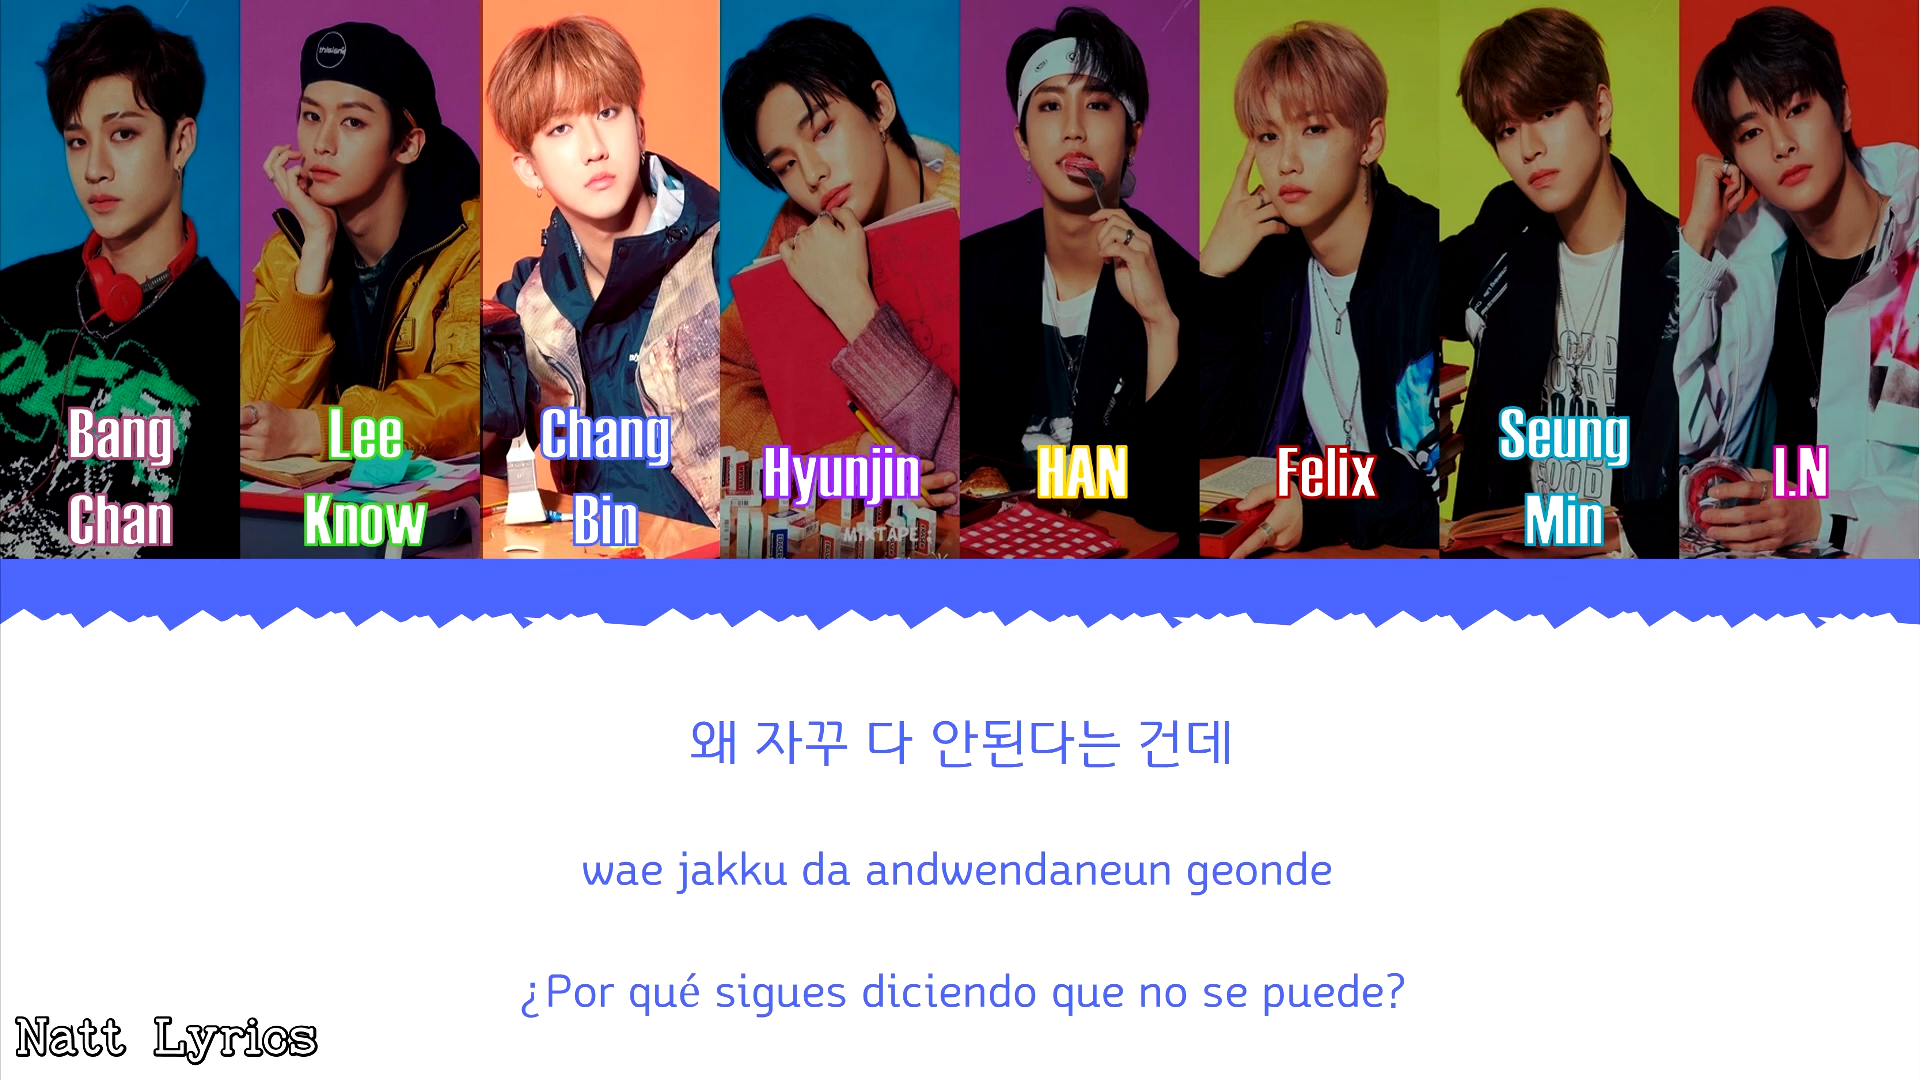 Bang
Chan
Lee
Know
Chang
Bin
Hyunjin
HAN
Felix
Seung
Min
I.N
MIXTAPE
왜 자꾸 다 안된다는 건데
wae jakku da andwendaneun geonde
¿Por qué sigues diciendo que no se puede?
Natt Lyrics